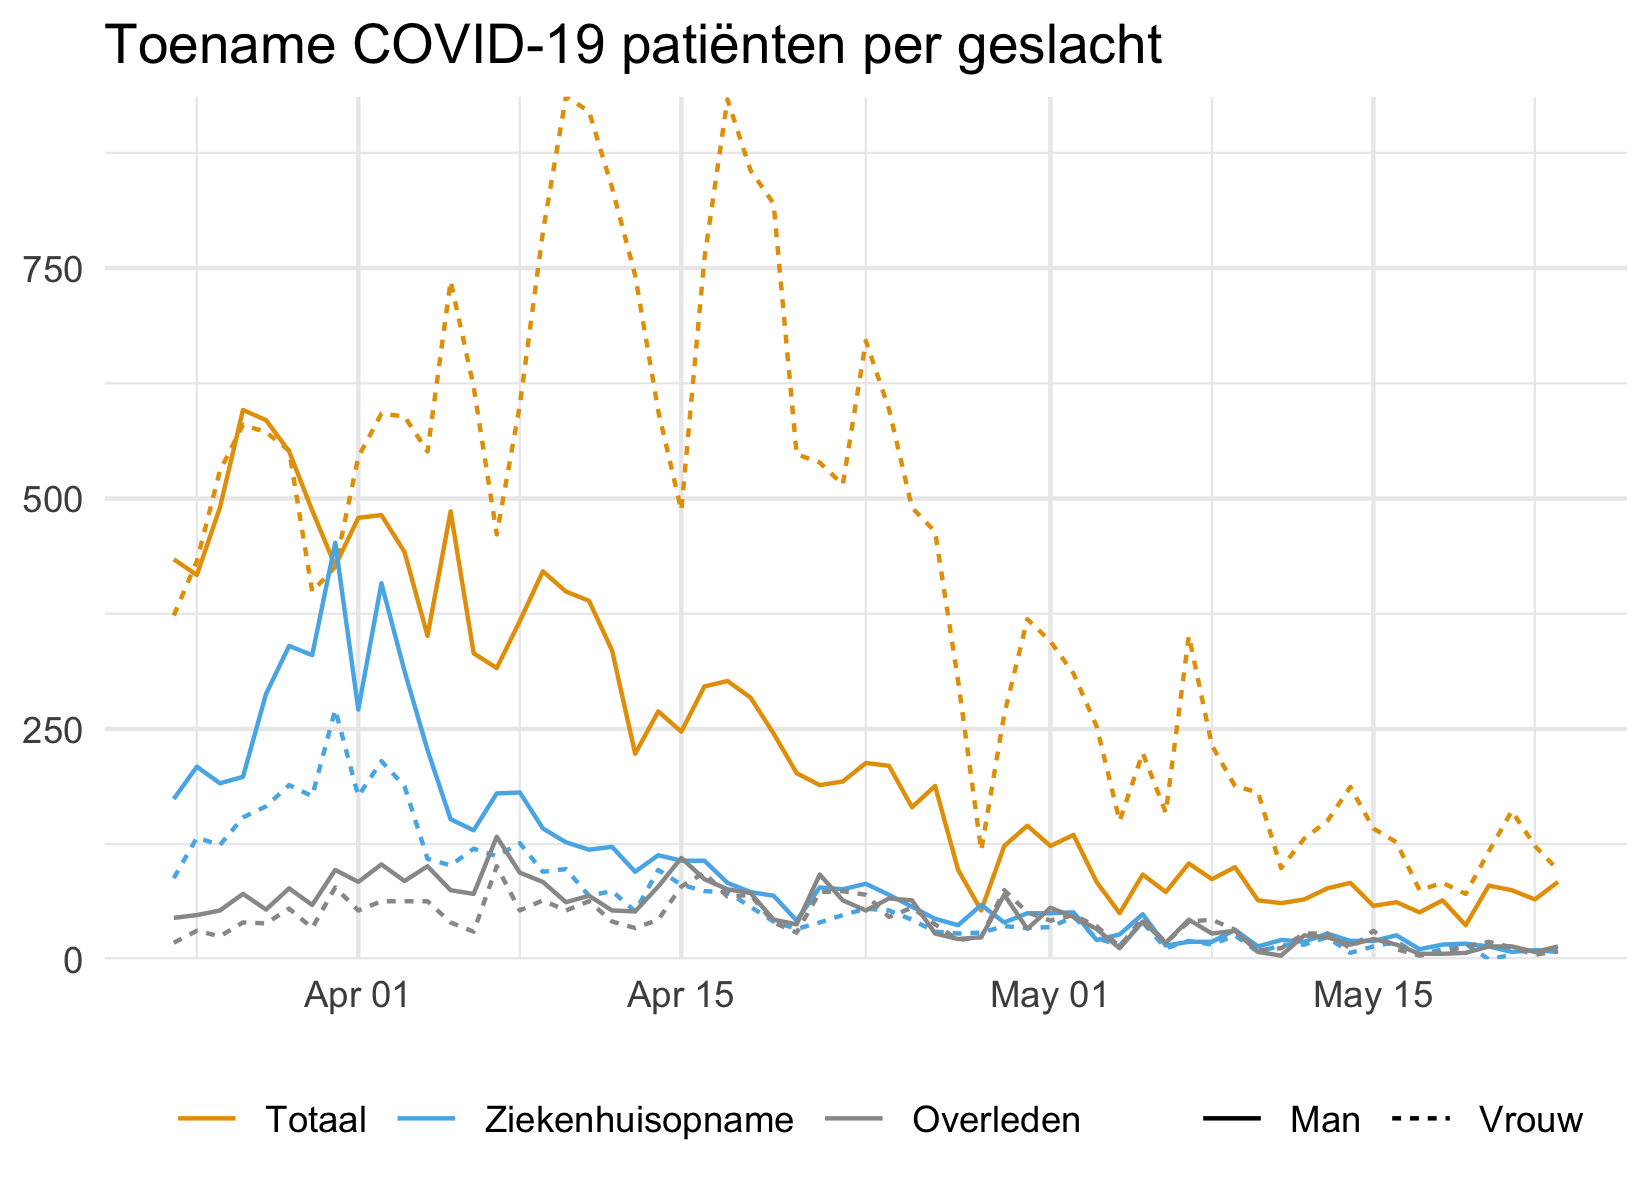 Toename COVID-19 patiënten per geslacht
750
500
250
0
Apr 01 Apr 15 May 01 May 15
Totaal Ziekenhuisopname Overleden Man Vrouw